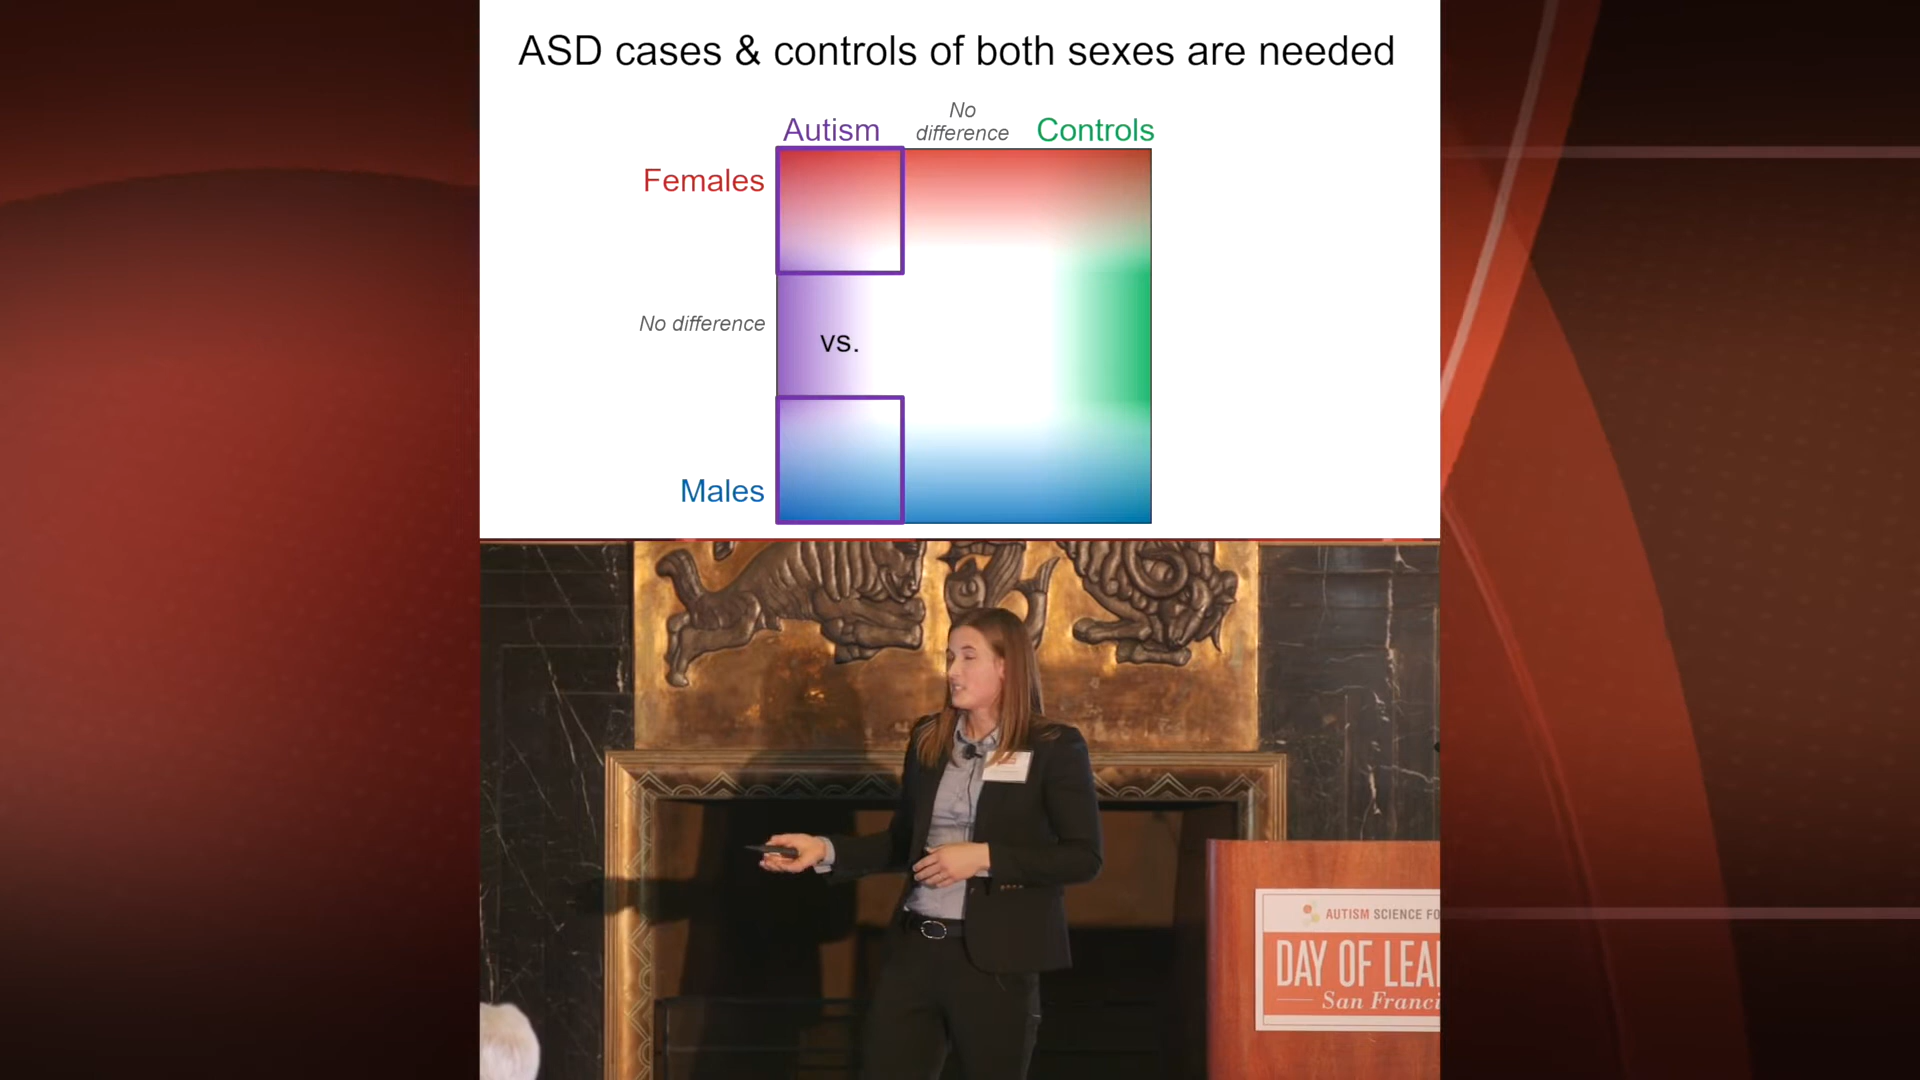 ASD cases & controls of both sexes are needed
No
difference
Autism
Controls
Females
No difference
vs.
Males
AUTISM SCIENCE FO
DAY OF LEA
San Franci